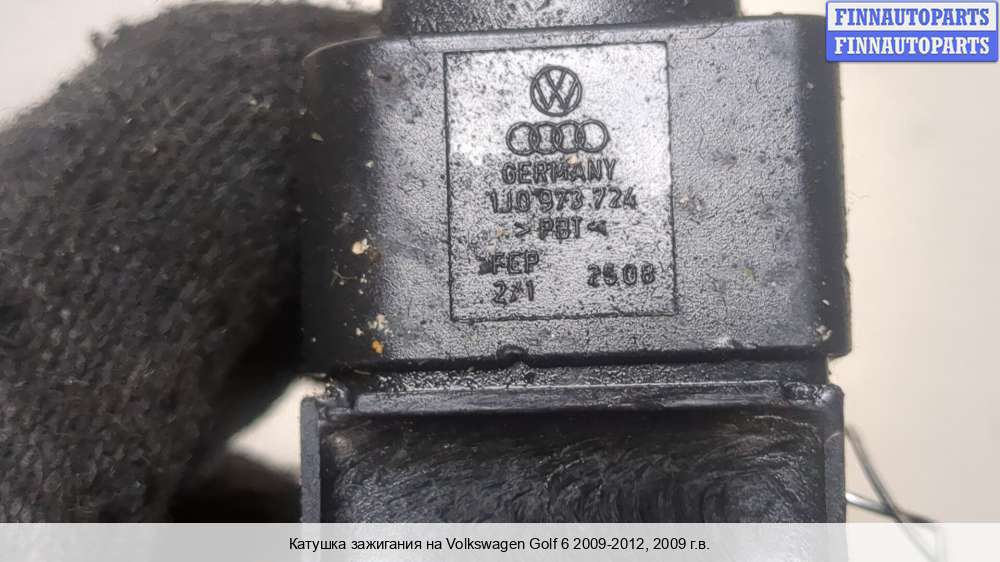 FINNAUTOPARTS
FINNAUTOPARTS
GERMANY
1J0 973 724
>PBT<
FEP
2/1 25.08
Катушка зажигания на Volkswagen Golf 6 2009-2012, 2009 г.в.